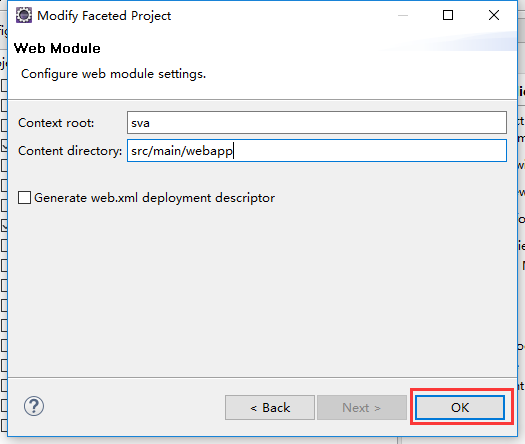 Modify Faceted Project
Web Module
Configure web module settings.
Context root: sva
Content directory: src/main/webapp
Generate web.xml deployment descriptor
< Back Next > OK